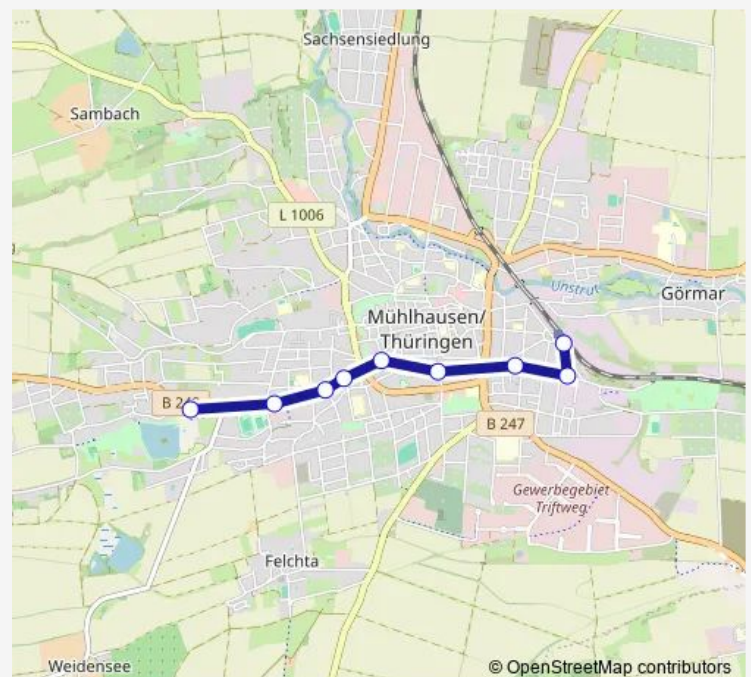 Sachsensiedlung
Sambach
L 1006
Unstrut
Görmar
Mühlhausen/
Thüringen
B 247
Gewerbegebiet
Triftweg
Felchta
Weidensee
© OpenStreetMap contributors